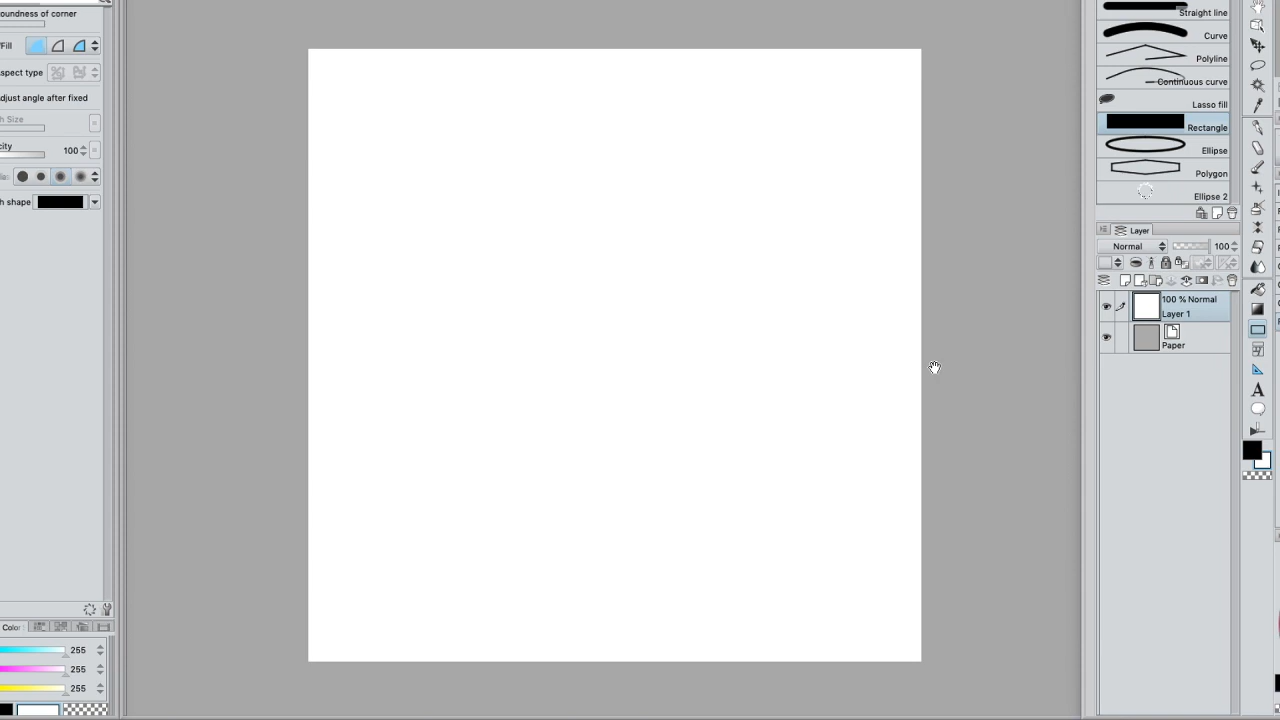 oundness of corner
Straight line
Curve
Fill
Polyline
spect type
Continuous curve
djust angle after fixed
Lasso fill
h Size
Rectangle
city 100
Ellipse
Polygon
le:
Ellipse 2
h shape
Layer
Normal 100
100 % Normal
Layer 1
Paper
A
Color
255
255
255